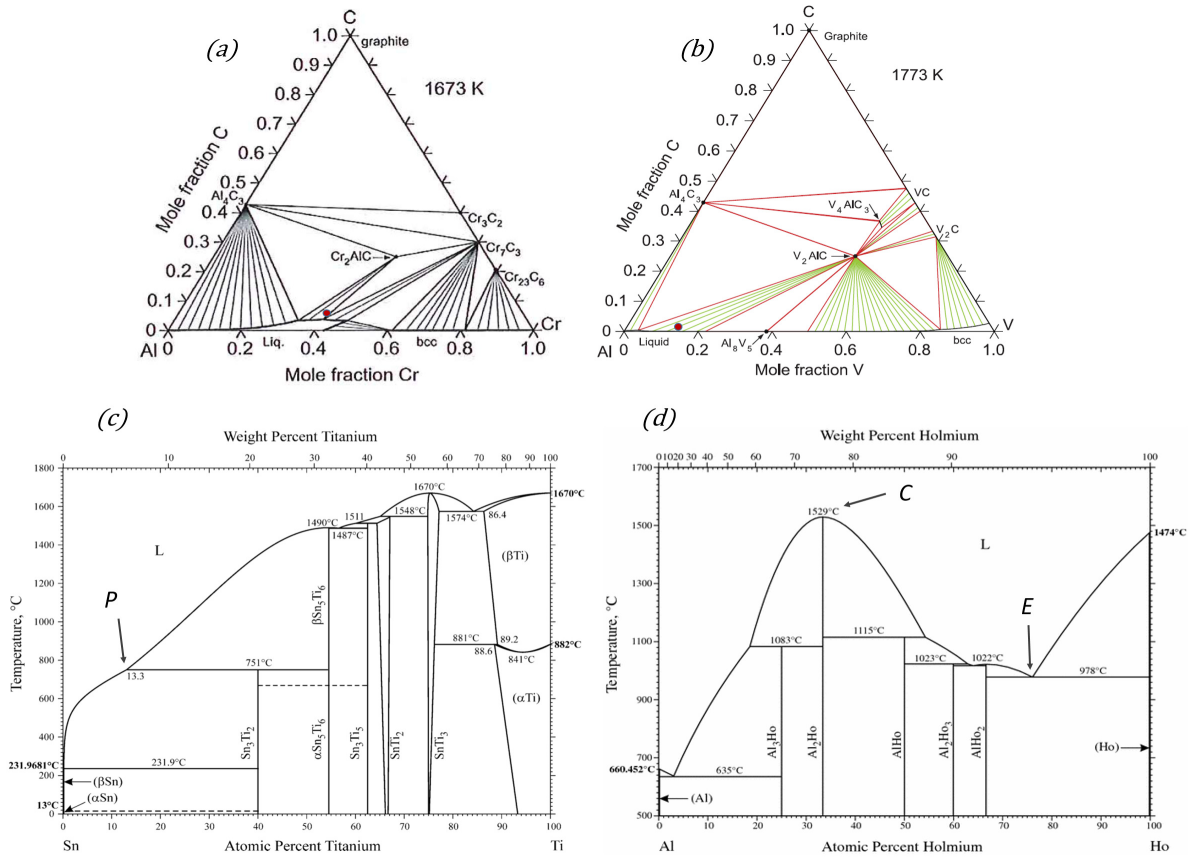 (a)
C
1.0
graphite
0.9
1673 K
0.8
0.7
0.6
Mole fraction C
0.5
Al4C3
0.4
Cr3C2
0.3
Cr7C3
Cr2AlC
0.2
Cr23C6
0.1
0
Cr
Al 0 0.2 Liq. 0.4 0.6 bcc 0.8 1.0
Mole fraction Cr
(b)
C
1.0
Graphite
0.9
1773 K
0.8
0.7
0.6
Mole fraction C
0.5
Al4C3
VC
V4AlC3
0.4
V2C
0.3
V2AlC
0.2
0.1
0
V
Liquid
Al8V5
bcc
Al 0 0.2 0.4 0.6 0.8 1.0
Mole fraction V
(c)
Weight Percent Titanium
0 10 20 30 40 50 60 70 80 90 100
1800
1670°C
1670°C
1600
1548°C
1511
1490°C
1574°C
86.4
1487°C
1400
L
(βTi)
1200
βSn5Ti6
1000
P
881°C
89.2
882°C
88.6
841°C
800
751°C
13.3
600
(αTi)
Sn3Ti2
αSn5Ti6
Sn3Ti5
SnTi2
SnTi3
400
231.9681°C
231.9°C
200
(βSn)
(αSn)
13°C
0
Temperature, °C
0 10 20 30 40 50 60 70 80 90 100
Sn
Atomic Percent Titanium
Ti
(d)
Weight Percent Holmium
0 10 20 30 40 50 60 70 80 90 100
1700
C
1529°C
1500
L
1474°C
1300
E
1115°C
1100
1083°C
1023°C
1022°C
978°C
900
Al3Ho
Al2Ho
AlHo
Al2Ho3
AlHo2
(Ho)
700
660.452°C
635°C
(Al)
500
Temperature, °C
0 10 20 30 40 50 60 70 80 90 100
Al
Atomic Percent Holmium
Ho